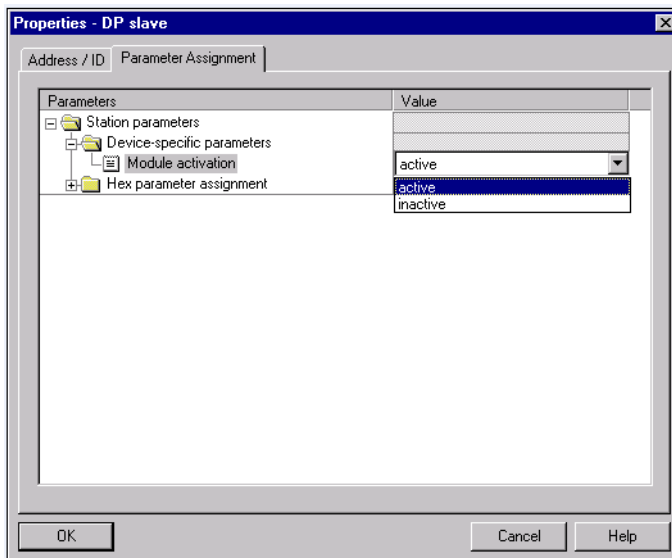 Properties - DP slave
Address / ID Parameter Assignment
Parameters Value
Station parameters
Device-specific parameters
Module activation active
Hex parameter assignment active
inactive
OK Cancel Help